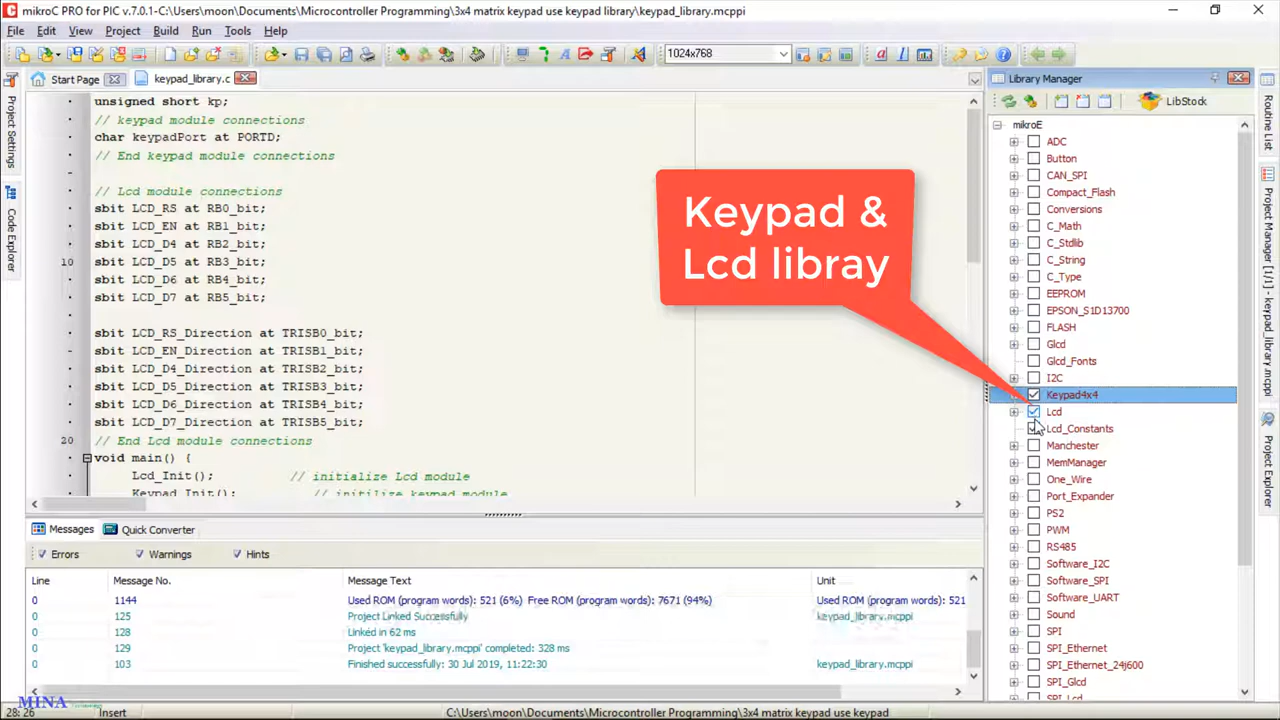 mikroC PRO for PIC v.7.0.1-C:\Users\moon\Documents\Microcontroller Programming\3x4 matrix keypad use keypad library\keypad_library.mcppi
File Edit View Project Build Run Tools Help
1024x768
Start Page
keypad_library.c
Project Settings
Code Explorer
unsigned short kp;
// keypad module connections
char keypadPort at PORTD;
// End keypad module connections
// Lcd module connections
sbit LCD_RS at RB0_bit;
sbit LCD_EN at RB1_bit;
sbit LCD_D4 at RB2_bit;
10 sbit LCD_D5 at RB3_bit;
sbit LCD_D6 at RB4_bit;
sbit LCD_D7 at RB5_bit;
sbit LCD_RS_Direction at TRISB0_bit;
sbit LCD_EN_Direction at TRISB1_bit;
sbit LCD_D4_Direction at TRISB2_bit;
sbit LCD_D5_Direction at TRISB3_bit;
sbit LCD_D6_Direction at TRISB4_bit;
sbit LCD_D7_Direction at TRISB5_bit;
20 // End Lcd module connections
void main() {
Lcd_Init(); // initialize Lcd module
Keypad_Init(); // initilize keypad module
Keypad &
Lcd libray
Library Manager
LibStock
mikroE
ADC
Button
CAN_SPI
Compact_Flash
Conversions
C_Math
C_Stdlib
C_String
C_Type
EEPROM
EPSON_S1D13700
FLASH
Glcd
Glcd_Fonts
I2C
Keypad4x4
Lcd
Lcd_Constants
Manchester
MemManager
One_Wire
Port_Expander
PS2
PWM
RS485
Software_I2C
Software_SPI
Software_UART
Sound
SPI
SPI_Ethernet
SPI_Ethernet_24j600
SPI_Glcd
SPI_Lcd
Routine List
Project Manager [1/1] - keypad_library.mcppi
Project Explorer
Messages Quick Converter
Errors Warnings Hints
Line Message No. Message Text Unit
0 1144 Used ROM (program words): 521 (6%) Free ROM (program words): 7671 (94%) Used ROM (program words): 521
0 125 Project Linked Successfully keypad_library.mcppi
0 128 Linked in 62 ms
0 129 Project 'keypad_library.mcppi' completed: 328 ms
0 103 Finished successfully: 30 Jul 2019, 11:22:30 keypad_library.mcppi
MINA
28: 26 Insert C:\Users\moon\Documents\Microcontroller Programming\3x4 matrix keypad use keypad